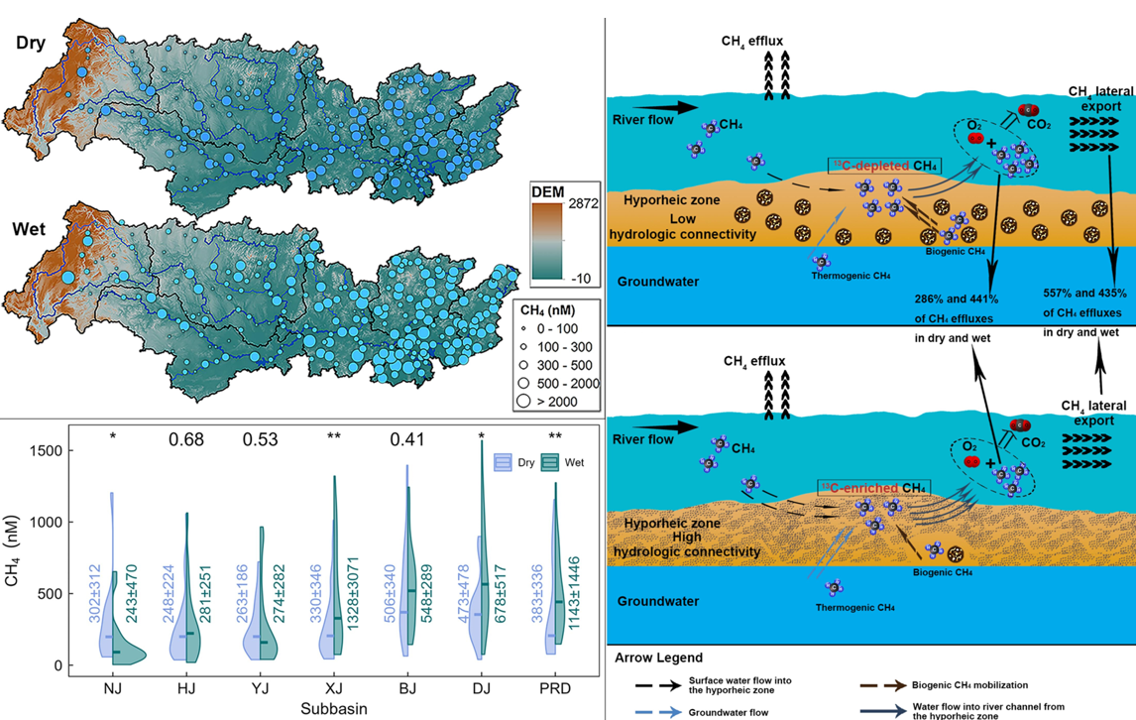 Dry
Wet
DEM
2872
-10
CH₄ (nM)
0 - 100
100 - 300
300 - 500
500 - 2000
> 2000
* 0.68 0.53 ** 0.41 * **
Dry Wet
1500
1000
500
0
CH₄ (nM)
302±312
243±470
248±224
281±251
263±186
274±282
330±346
1328±3071
506±340
548±289
473±478
678±517
383±336
1143±1446
NJ HJ YJ XJ BJ DJ PRD
Subbasin
CH₄ efflux
River flow
CH₄
O₂
+
CO₂
CH₄ lateral
export
¹³C-depleted CH₄
Hyporheic zone
Low
hydrologic connectivity
Biogenic CH₄
Thermogenic CH₄
Groundwater
286% and 441%
of CH₄ effluxes
in dry and wet
557% and 435%
of CH₄ effluxes
in dry and wet
CH₄ efflux
River flow
CH₄
O₂
+
CO₂
CH₄ lateral
export
¹³C-enriched CH₄
Hyporheic zone
High
hydrologic connectivity
Biogenic CH₄
Groundwater
Thermogenic CH₄
Arrow Legend
Surface water flow into
the hyporheic zone
Biogenic CH₄ mobilization
Groundwater flow
Water flow into river channel from
the hyporheic zone